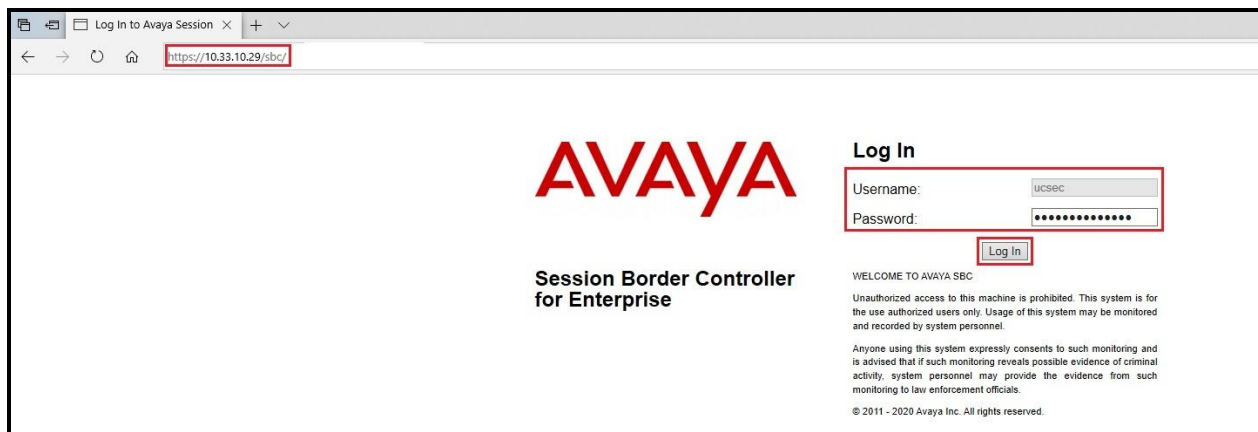 Log In to Avaya Session
https://10.33.10.29/sbc/
AVAYA
Session Border Controller
for Enterprise
Log In
Username:
ucsec
Password:
Log In
WELCOME TO AVAYA SBC
Unauthorized access to this machine is prohibited. This system is for
the use authorized users only. Usage of this system may be monitored
and recorded by system personnel.
Anyone using this system expressly consents to such monitoring and
is advised that if such monitoring reveals possible evidence of criminal
activity, system personnel may provide the evidence from such
monitoring to law enforcement officials.
© 2011 - 2020 Avaya Inc. All rights reserved.